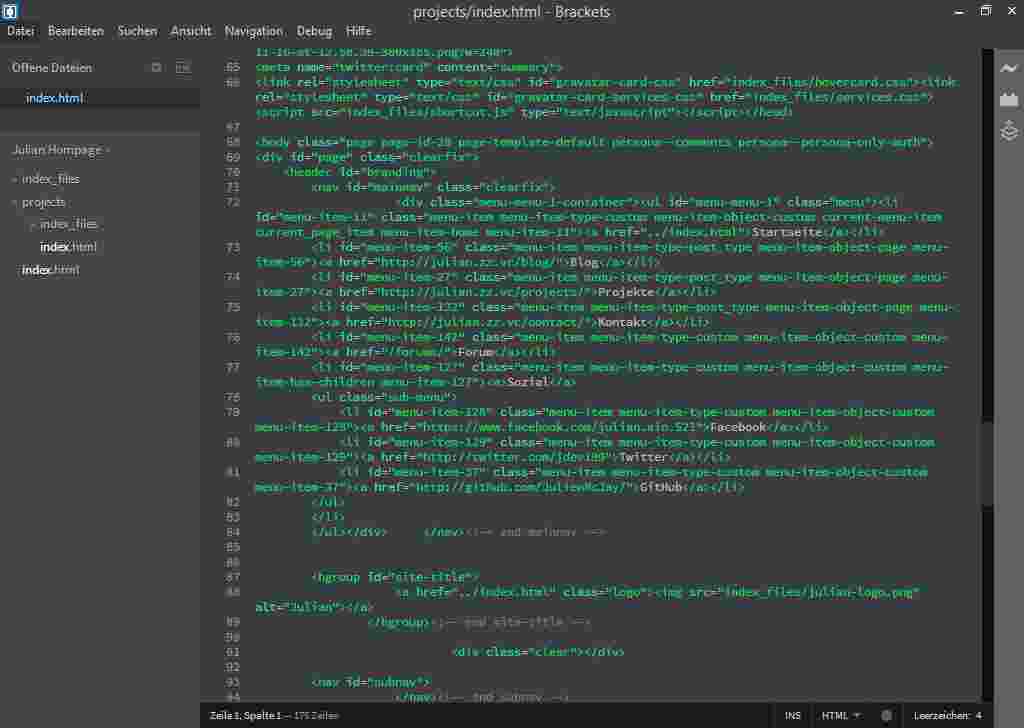 projects/index.html - Brackets
Datei Bearbeiten Suchen Ansicht Navigation Debug Hilfe
Offene Dateien
index.html
Julian Hompage
index_files
projects
index_files
index.html
index.html
65 <meta name="twitter:card" content="summary">
66 <link rel="stylesheet" type="text/css" id="gravatar-card-css" href="index_files/hovercard.css"><link
rel="stylesheet" type="text/css" id="gravatar-card-services-css" href="index_files/services.css">
<script src="index_files/shortcut.js" type="text/javascript"></script></head>
67
68 <body class="page page-id-20 page-template-default persona--comments persona--persona-only-auth">
69 <div id="page" class="clearfix">
70 <header id="branding">
71 <nav id="mainnav" class="clearfix">
72 <div class="menu-menu-1-container"><ul id="menu-menu-1" class="menu"><li
id="menu-item-11" class="menu-item menu-item-type-custom menu-item-object-custom current-menu-item
current_page_item menu-item-home menu-item-11"><a href="../index.html">Startseite</a></li>
73 <li id="menu-item-56" class="menu-item menu-item-type-post_type menu-item-object-page menu-
item-56"><a href="http://julian.zz.vc/blog/">Blog</a></li>
74 <li id="menu-item-27" class="menu-item menu-item-type-post_type menu-item-object-page menu-
item-27"><a href="http://julian.zz.vc/projects/">Projekte</a></li>
75 <li id="menu-item-132" class="menu-item menu-item-type-post_type menu-item-object-page menu-
item-132"><a href="http://julian.zz.vc/contact/">Kontakt</a></li>
76 <li id="menu-item-142" class="menu-item menu-item-type-custom menu-item-object-custom menu-
item-142"><a href="/forums/">Forum</a></li>
77 <li id="menu-item-127" class="menu-item menu-item-type-custom menu-item-object-custom menu-
item-has-children menu-item-127"><a>Sozial</a>
78 <ul class="sub-menu">
79 <li id="menu-item-128" class="menu-item menu-item-type-custom menu-item-object-custom
menu-item-128"><a href="https://www.facebook.com/julian.xin.521">Facebook</a></li>
80 <li id="menu-item-129" class="menu-item menu-item-type-custom menu-item-object-custom
menu-item-129"><a href="http://twitter.com/jdev199">Twitter</a></li>
81 <li id="menu-item-37" class="menu-item menu-item-type-custom menu-item-object-custom
menu-item-37"><a href="http://github.com/JulianXnJay/">GitHub</a></li>
82 </ul>
83 </li>
84 </ul></div> </nav><!-- end mainnav -->
85
86
87 <hgroup id="site-title">
88 <a href="../index.html" class="logo"><img src="index_files/julian-logo.png"
alt="Julian"></a>
89 </hgroup><!-- end site-title -->
90
91 <div class="clear"></div>
92
93 <nav id="subnav">
94 </nav><!-- end subnav -->
Zeile 1, Spalte 1 — 175 Zeilen
INS HTML Leerzeichen: 4